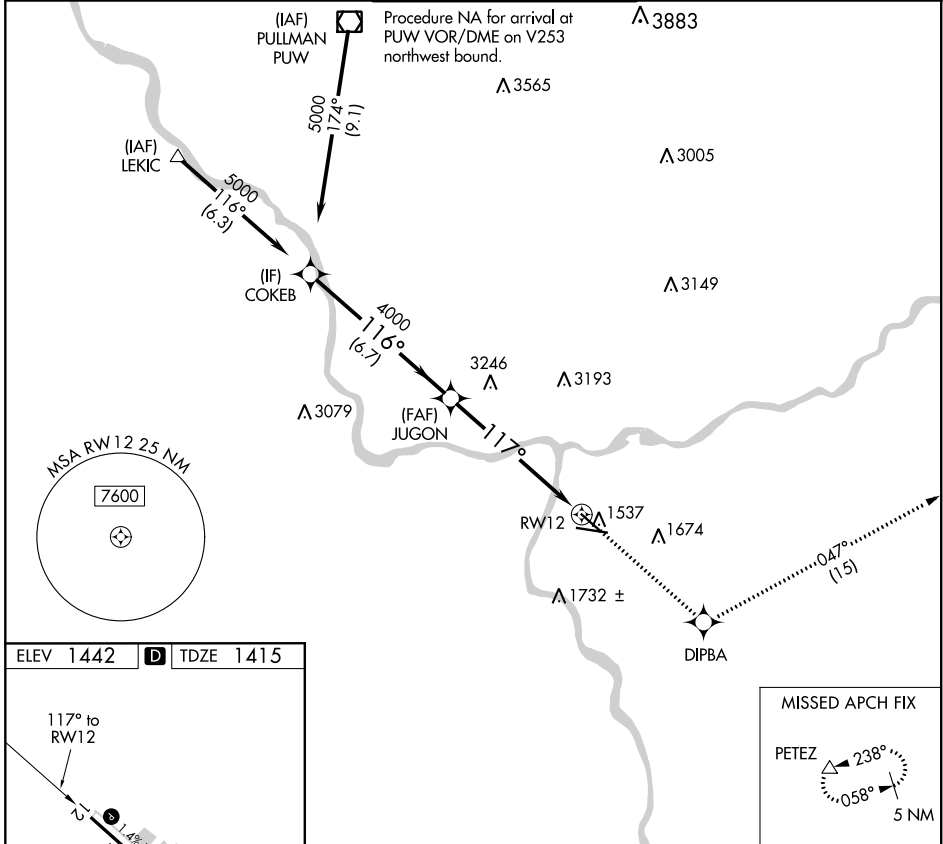 (IAF)
PULLMAN
PUW
Procedure NA for arrival at
PUW VOR/DME on V253
northwest bound.
3883
3565
5000
174°
(9.1)
(IAF)
LEKIC
3005
5000
116°
(6.3)
(IF)
COKEB
3149
4000
116°
(6.7)
3246
3193
3079
(FAF)
JUGON
117°
MSA RW12 25 NM
7600
RW12
1537
1674
047°
(15)
1732 ±
DIPBA
ELEV 1442 D TDZE 1415
117° to
RW12
12
P
1.4%
MISSED APCH FIX
PETEZ
238°
058°
5 NM